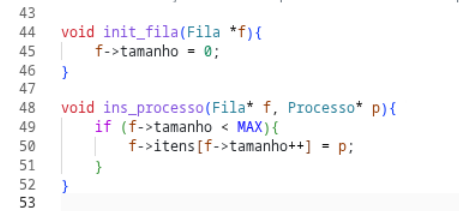 43
44 void init_fila(Fila *f){
45     f->tamanho = 0;
46 }
47
48 void ins_processo(Fila* f, Processo* p){
49     if (f->tamanho < MAX){
50         f->itens[f->tamanho++] = p;
51     }
52 }
53